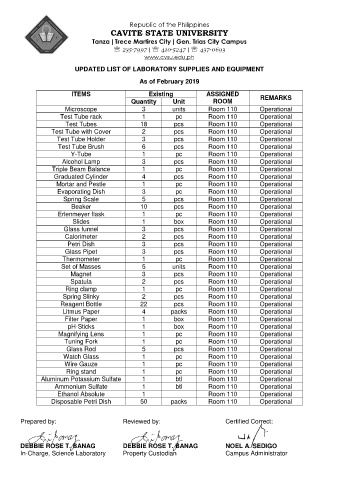 Republic of the Philippines
CAVITE STATE UNIVERSITY
Tanza | Trece Martires City | Gen. Trias City Campus
www.cvsu.edu.ph
UPDATED LIST OF LABORATORY SUPPLIES AND EQUIPMENT
As of February 2019
ITEMS Existing ASSIGNED ROOM REMARKS
Quantity Unit
Microscope 3 units Room 110 Operational
Test Tube rack 1 pc Room 110 Operational
Test Tubes 18 pcs Room 110 Operational
Test Tube with Cover 2 pcs Room 110 Operational
Test Tube Holder 3 pcs Room 110 Operational
Test Tube Brush 6 pcs Room 110 Operational
Y-Tube 1 pc Room 110 Operational
Alcohol Lamp 3 pcs Room 110 Operational
Triple Beam Balance 1 pc Room 110 Operational
Graduated Cylinder 4 pcs Room 110 Operational
Mortar and Pestle 1 pc Room 110 Operational
Evaporating Dish 3 pc Room 110 Operational
Spring Scale 5 pcs Room 110 Operational
Beaker 10 pcs Room 110 Operational
Erlenmeyer flask 1 pc Room 110 Operational
Slides 1 box Room 110 Operational
Glass tunnel 3 pcs Room 110 Operational
Calorimeter 2 pcs Room 110 Operational
Petri Dish 3 pcs Room 110 Operational
Glass Pipet 3 pcs Room 110 Operational
Thermometer 1 pc Room 110 Operational
Set of Masses 5 units Room 110 Operational
Magnet 3 pcs Room 110 Operational
Spatula 2 pcs Room 110 Operational
Ring clamp 1 pc Room 110 Operational
Spring Slinky 2 pcs Room 110 Operational
Reagent Bottle 22 pcs Room 110 Operational
Litmus Paper 4 packs Room 110 Operational
Filter Paper 1 box Room 110 Operational
pH-Sticks 1 box Room 110 Operational
Magnifying Lens 1 pc Room 110 Operational
Tuning Fork 1 pc Room 110 Operational
Glass Rod 5 pcs Room 110 Operational
Watch Glass 1 pc Room 110 Operational
Wire Gauze 1 pc Room 110 Operational
Ring stand 1 pc Room 110 Operational
Aluminum Potassium Sulfate 1 btl Room 110 Operational
Ammonium Sulfate 1 btl Room 110 Operational
Ethanol Absolute 1 Room 110 Operational
Disposable Petri Dish 50 packs Room 110 Operational
Prepared by: Reviewed by: Certified Correct:
DEBBIE ROSE T. BANAG DEBBIE ROSE T. BANAG NOEL A. SEDIGO
In-Charge, Science Laboratory Property Custodian Campus Administrator